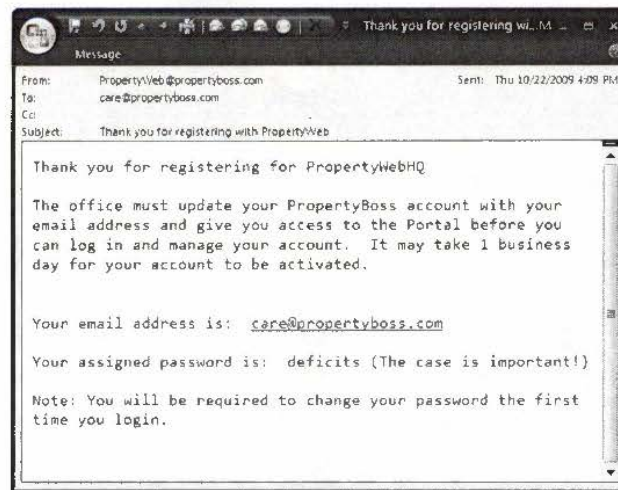 Thank you for registering wi... M...
Message
From: PropertyWeb@propertyboss.com Sent: Thu 10/22/2009 4:09 PM
To: care@propertyboss.com
Cc:
Subject: Thank you for registering with PropertyWeb
Thank you for registering for PropertyWebHQ
The office must update your PropertyBoss account with your
email address and give you access to the Portal before you
can log in and manage your account. It may take 1 business
day for your account to be activated.
Your email address is: care@propertyboss.com
Your assigned password is: deficits (The case is important!)
Note: You will be required to change your password the first
time you login.